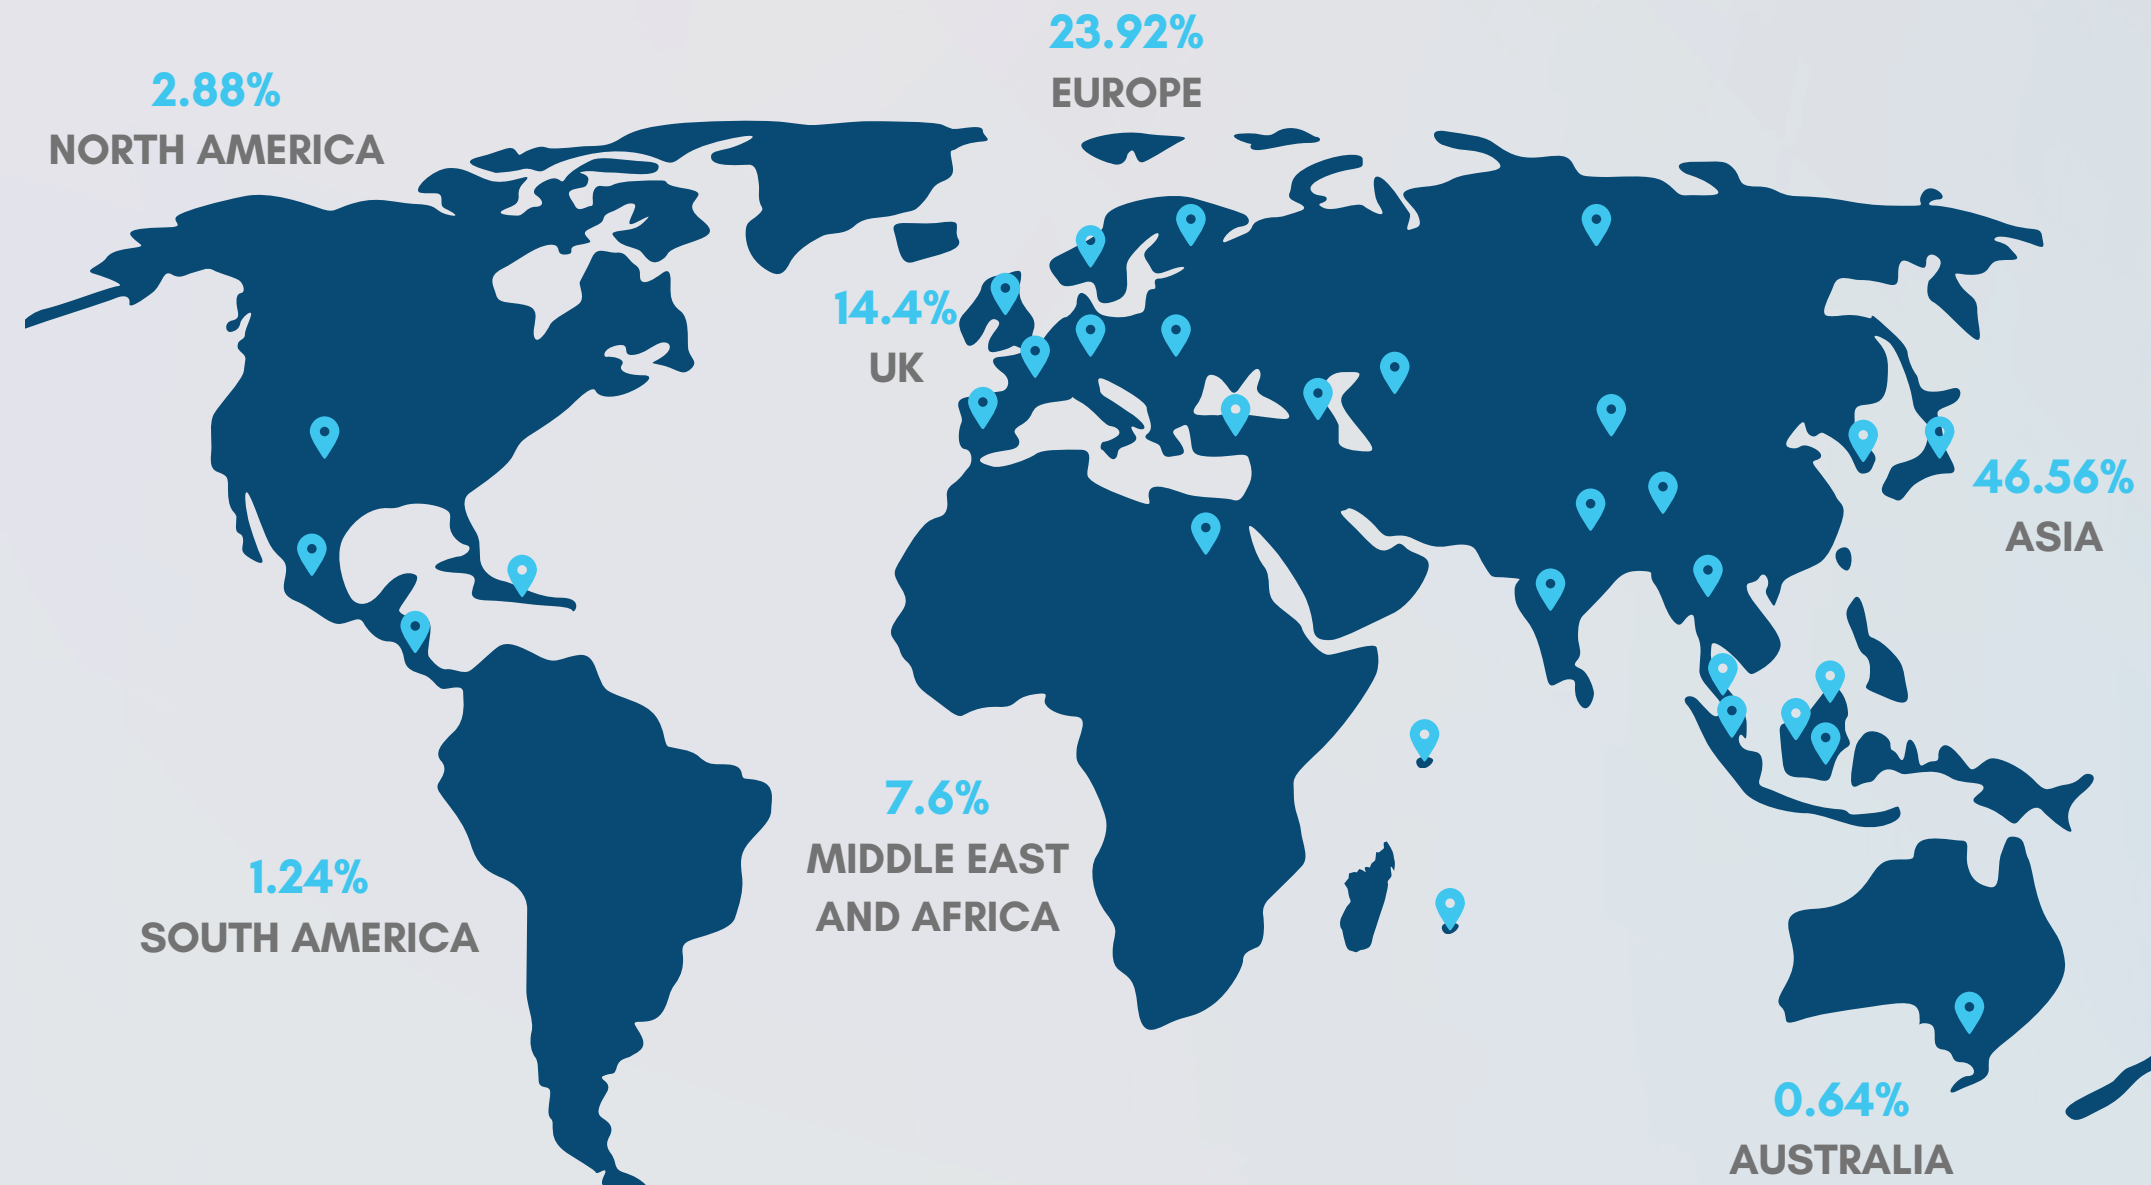 23.92%
EUROPE
2.88%
NORTH AMERICA
14.4%
UK
46.56%
ASIA
7.6%
MIDDLE EAST
AND AFRICA
1.24%
SOUTH AMERICA
0.64%
AUSTRALIA